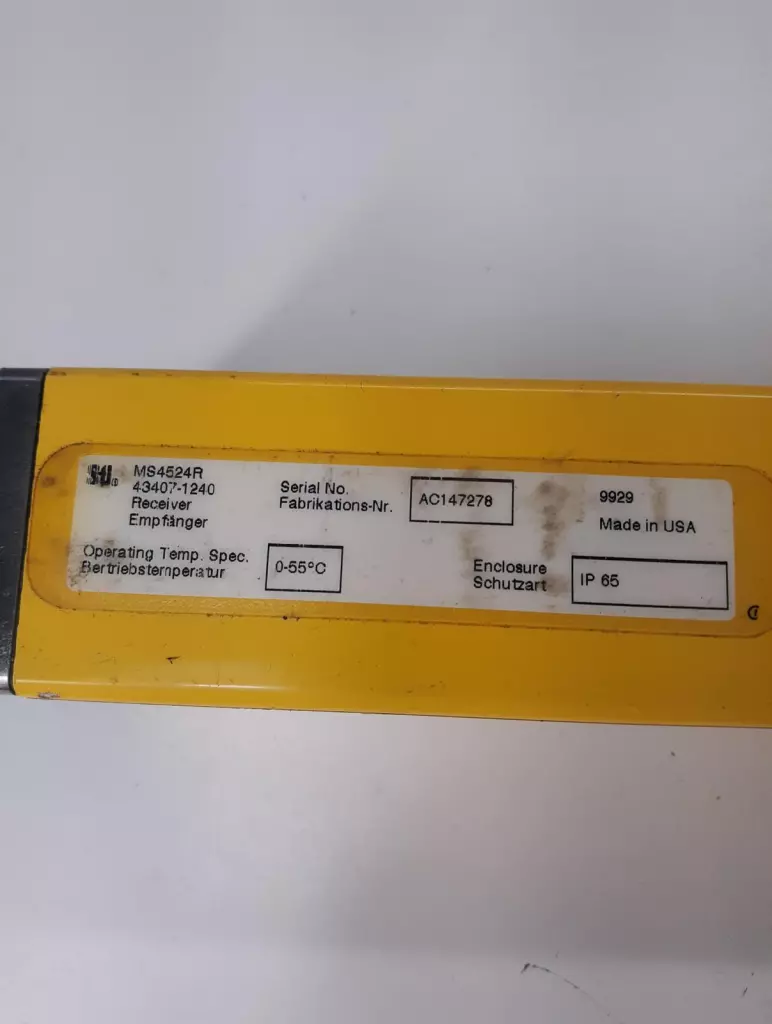 STI
MS4524R
43407-1240
Receiver
Empfänger
Serial No.
Fabrikations-Nr.
AC147278
9929
Made in USA
Operating Temp. Spec.
Bertriebstemperatur
0-55°C
Enclosure
Schutzart
IP 65